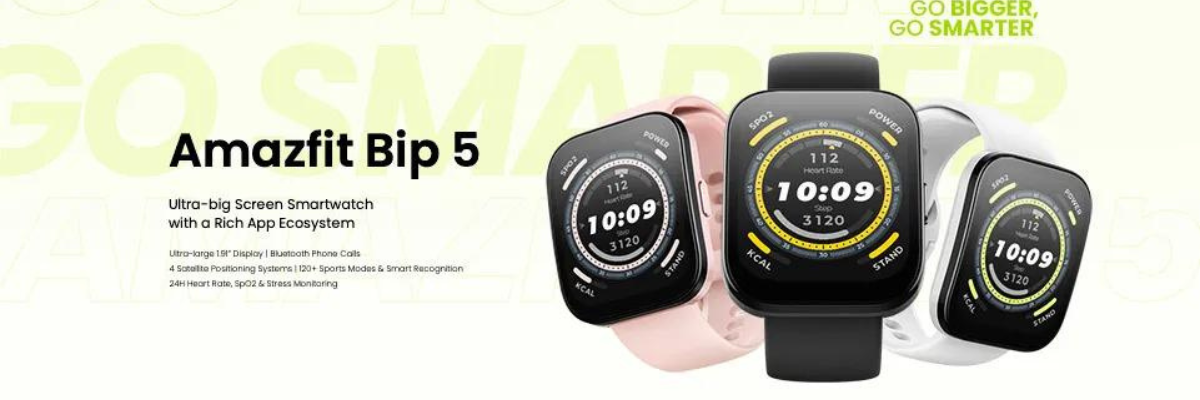 GO BIGGER,
GO SMARTER
GO SMARTER
Amazfit Bip 5
Ultra-big Screen Smartwatch
with a Rich App Ecosystem
Ultra-large 1.91" Display | Bluetooth Phone Calls
4 Satellite Positioning Systems | 120+ Sports Modes & Smart Recognition
24H Heart Rate, SpO2 & Stress Monitoring
SPO2
POWER
112
Heart Rate
10:09
Step
3120
KCAL
STAND
SPO2
POWER
112
Heart Rate
10:09
Step
3120
KCAL
STAND
SPO2
POWER
112
Heart Rate
10:09
Step
3120
KCAL
STAND